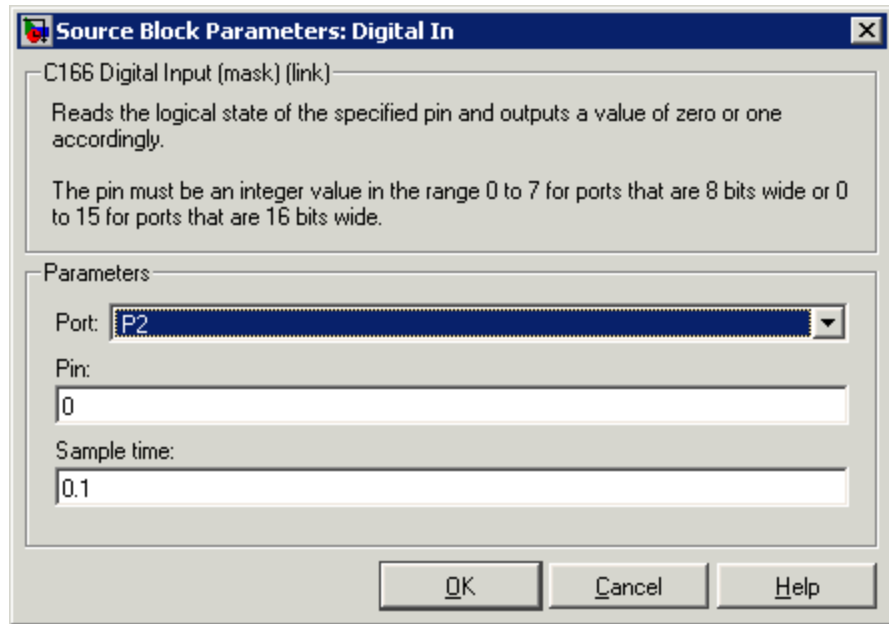 Source Block Parameters: Digital In
C166 Digital Input (mask) (link)
Reads the logical state of the specified pin and outputs a value of zero or one
accordingly.
The pin must be an integer value in the range 0 to 7 for ports that are 8 bits wide or 0
to 15 for ports that are 16 bits wide.
Parameters
Port: P2
Pin:
0
Sample time:
0.1
OK Cancel Help